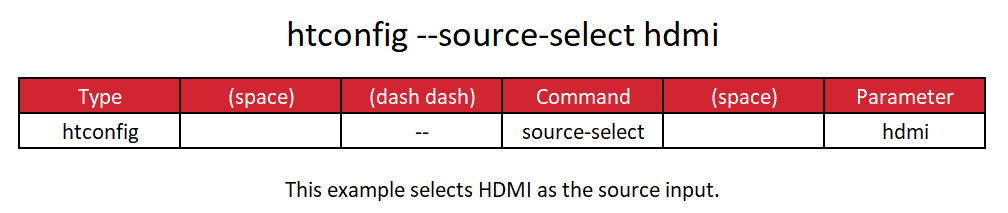 htconfig --source-select hdmi
Type (space) (dash dash) Command (space) Parameter
htconfig -- source-select hdmi
This example selects HDMI as the source input.